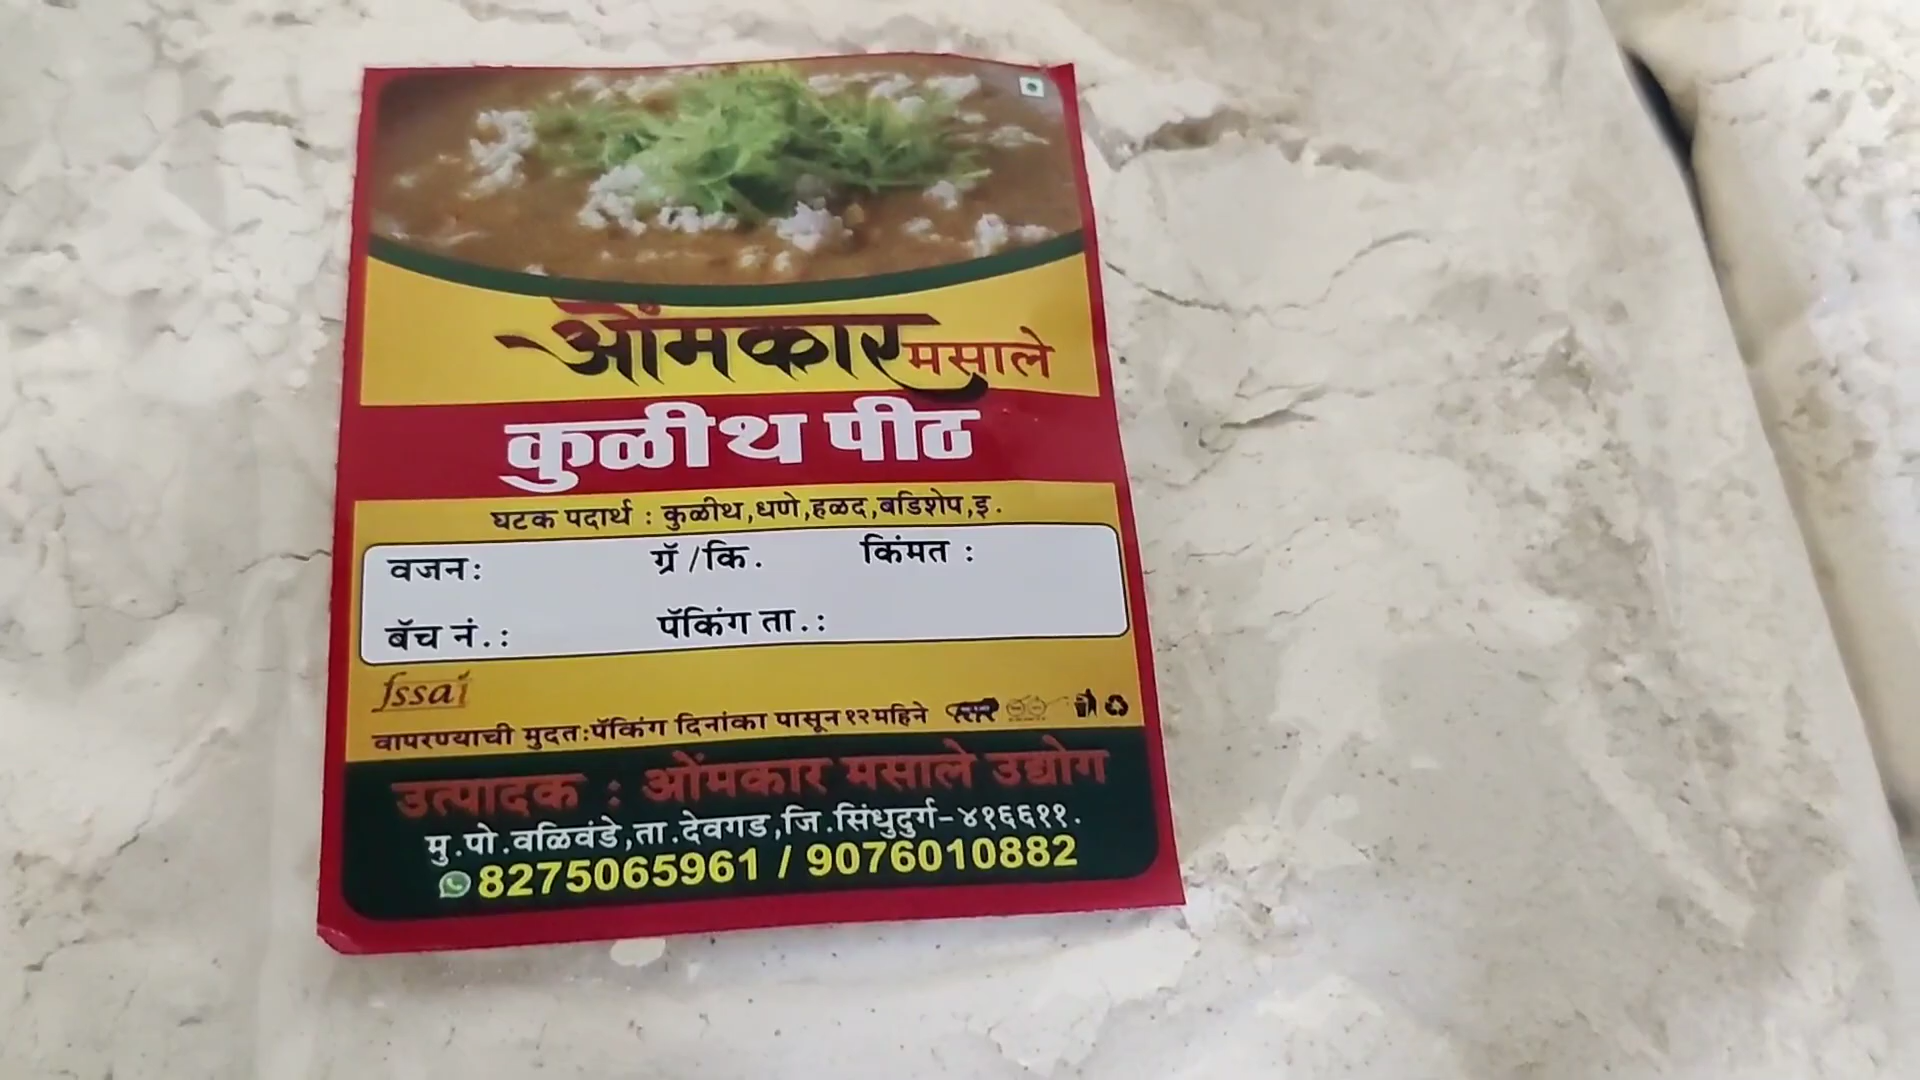 ओंमकार मसाले
कुळीथ पीठ
घटक पदार्थ : कुळीथ,धणे,हळद,बडिशेप,इ.
वजन: ग्रॅ /कि. किंमत :
बॅच नं.: पॅकिंग ता.:
fssai
वापरण्याची मुदत:पॅकिंग दिनांका पासून १२ महिने
उत्पादक : ओंमकार मसाले उद्योग
मु.पो.वळिवंडे,ता.देवगड,जि.सिंधुदुर्ग-४१६६११.
8275065961 / 9076010882